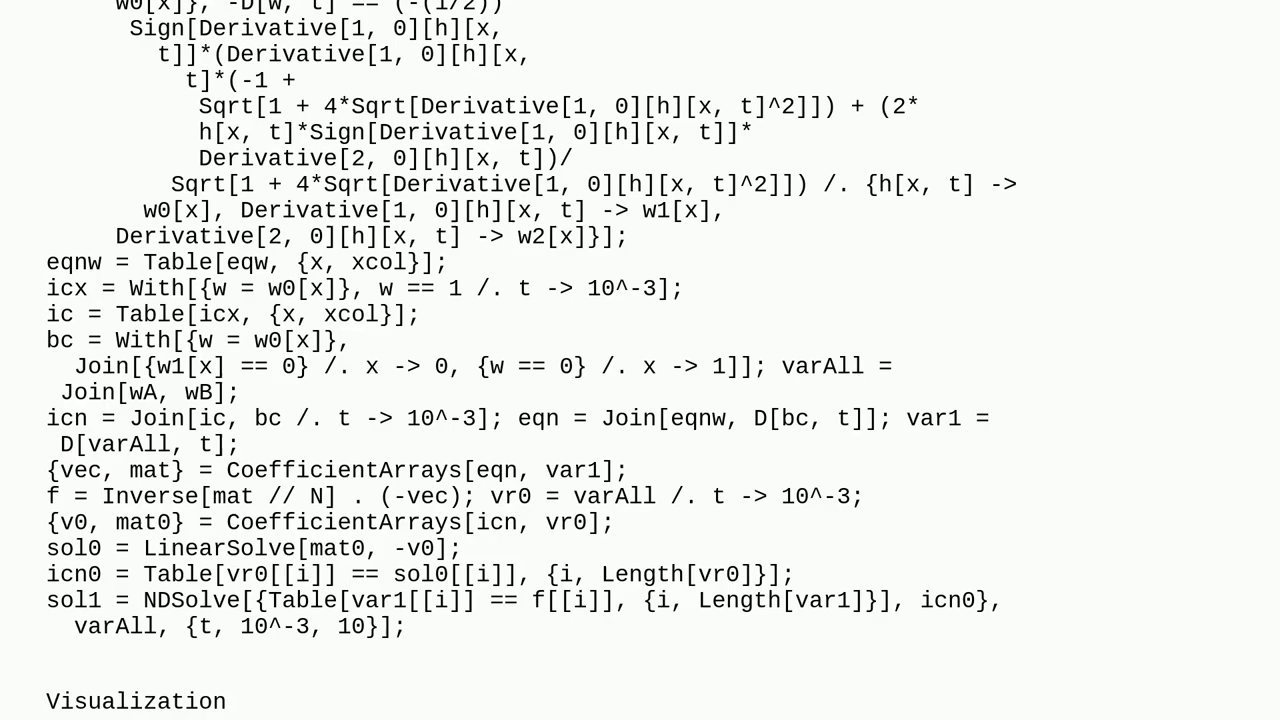 w0[x]}, -D[w, t] == (-(1/2))
Sign[Derivative[1, 0][h][x,
t]]*(Derivative[1, 0][h][x,
t]*(-1 +
Sqrt[1 + 4*Sqrt[Derivative[1, 0][h][x, t]^2]]) + (2*
h[x, t]*Sign[Derivative[1, 0][h][x, t]]*
Derivative[2, 0][h][x, t])/
Sqrt[1 + 4*Sqrt[Derivative[1, 0][h][x, t]^2]]) /. {h[x, t] ->
w0[x], Derivative[1, 0][h][x, t] -> w1[x],
Derivative[2, 0][h][x, t] -> w2[x]}];
eqnw = Table[eqw, {x, xcol}];
icx = With[{w = w0[x]}, w == 1 /. t -> 10^-3];
ic = Table[icx, {x, xcol}];
bc = With[{w = w0[x]},
Join[{w1[x] == 0} /. x -> 0, {w == 0} /. x -> 1]]; varAll =
Join[wA, wB];
icn = Join[ic, bc /. t -> 10^-3]; eqn = Join[eqnw, D[bc, t]]; var1 =
D[varAll, t];
{vec, mat} = CoefficientArrays[eqn, var1];
f = Inverse[mat // N] . (-vec); vr0 = varAll /. t -> 10^-3;
{v0, mat0} = CoefficientArrays[icn, vr0];
sol0 = LinearSolve[mat0, -v0];
icn0 = Table[vr0[[i]] == sol0[[i]], {i, Length[vr0]}];
sol1 = NDSolve[{Table[var1[[i]] == f[[i]], {i, Length[var1]}], icn0},
varAll, {t, 10^-3, 10}];
Visualization